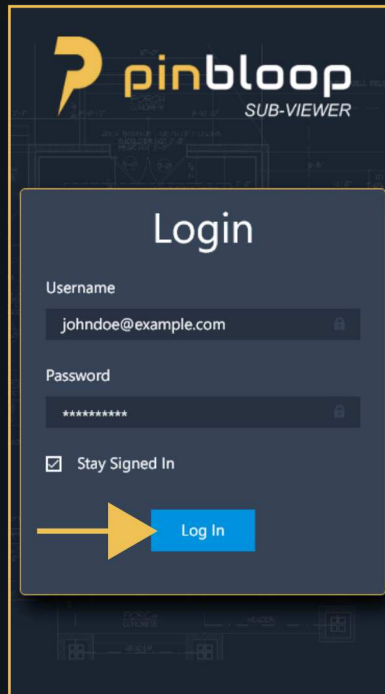 pinbloop
SUB-VIEWER
Login
Username
johndoe@example.com
Password
**********
Stay Signed In
Log In